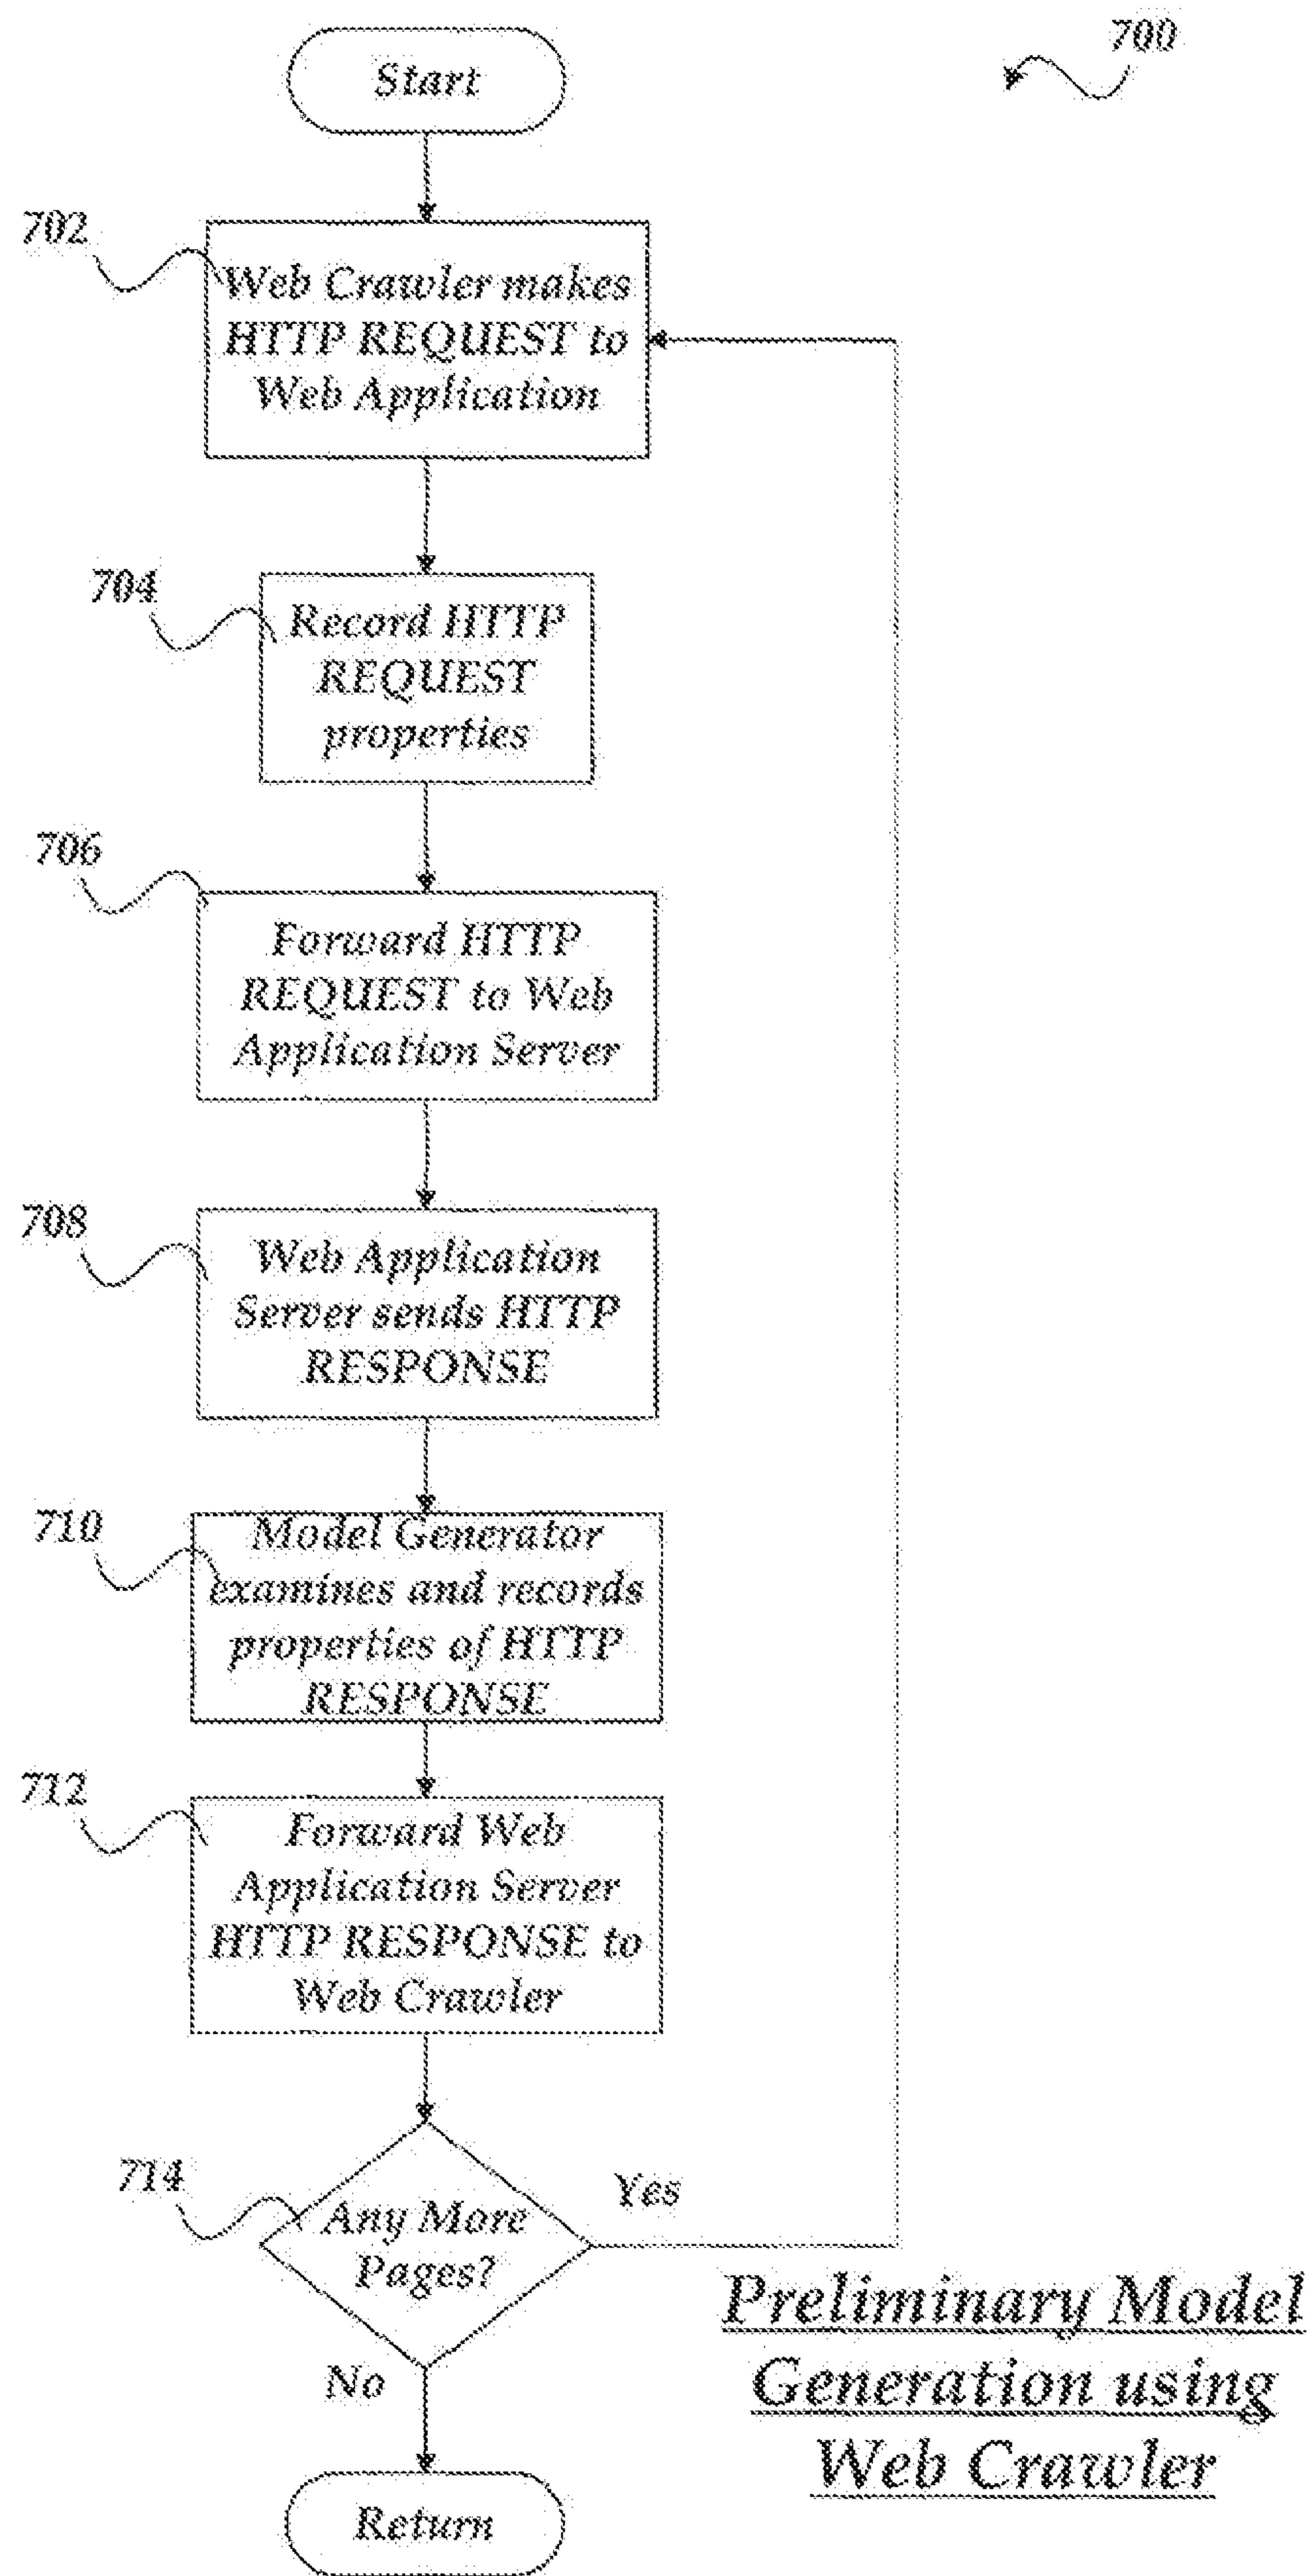 700
Start
702
Web Crawler makes
HTTP REQUEST to
Web Application
704
Record HTTP
REQUEST
properties
706
Forward HTTP
REQUEST to Web
Application Server
708
Web Application
Server sends HTTP
RESPONSE
710
Model Generator
examines and records
properties of HTTP
RESPONSE
712
Forward Web
Application Server
HTTP RESPONSE to
Web Crawler
714
Any More
Pages?
Yes
No
Return
Preliminary Model
Generation using
Web Crawler